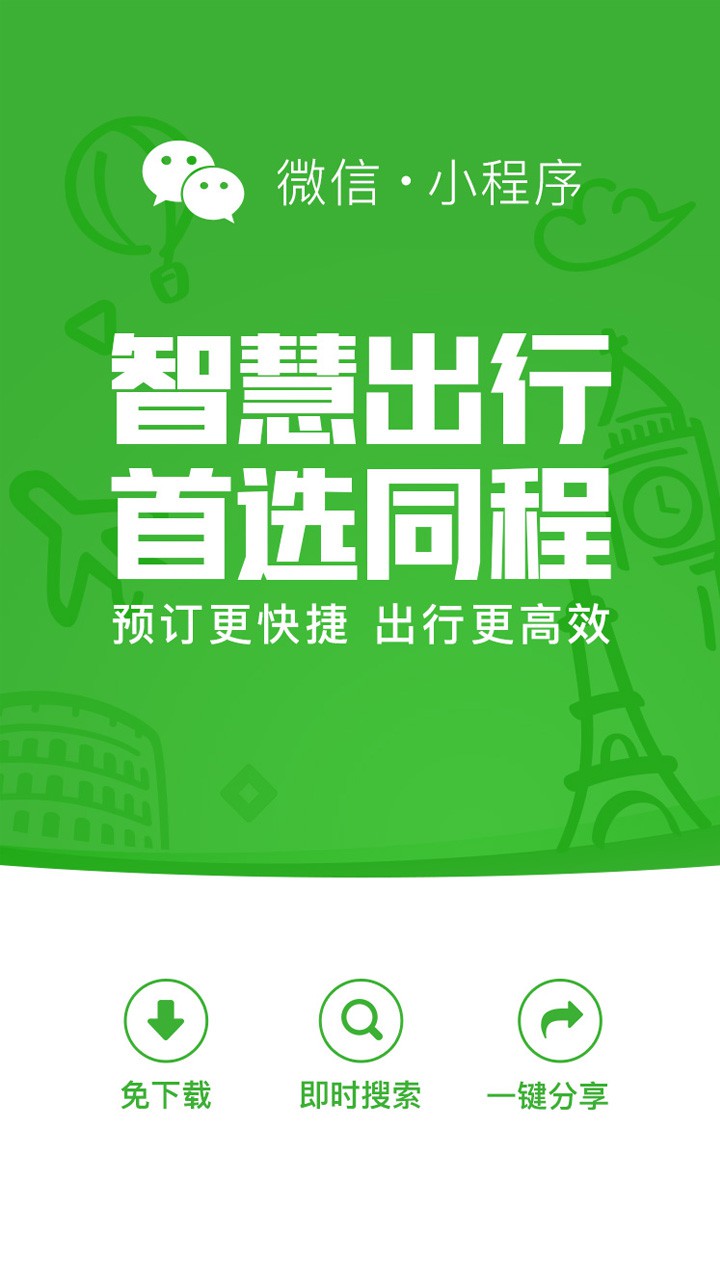 微信·小程序
智慧出行
首选同程
预订更快捷 出行更高效
免下载
即时搜索
一键分享